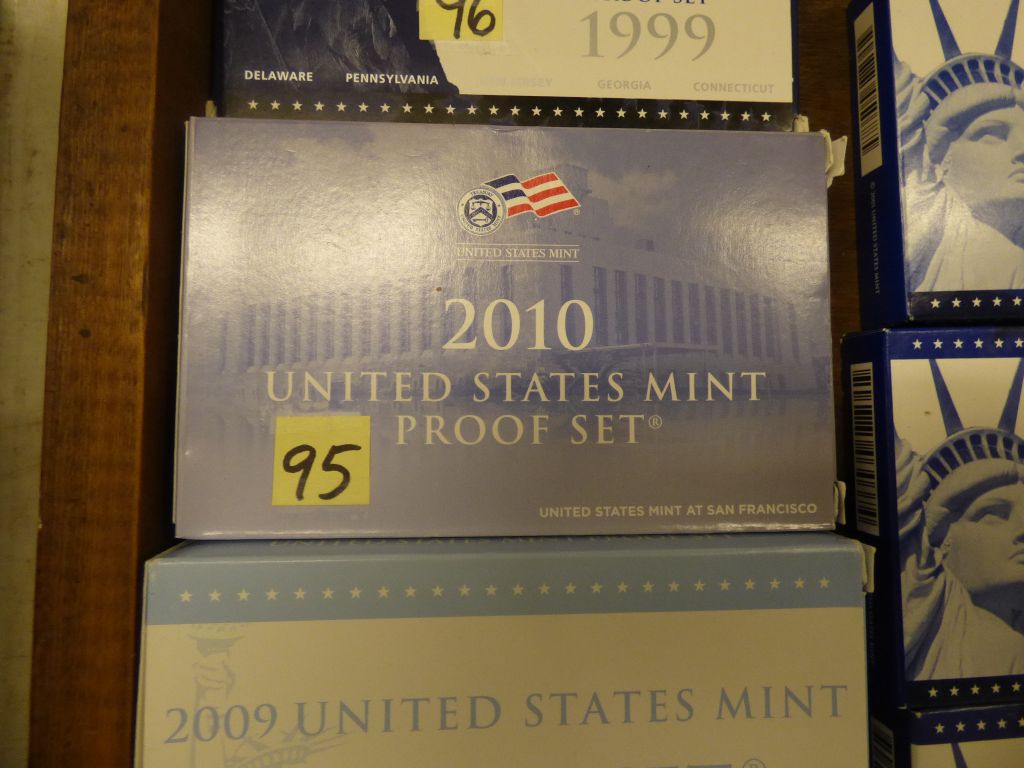 96
1999
DELAWARE PENNSYLVANIA JERSEY GEORGIA CONNECTICUT
UNITED STATES MINT
2010
UNITED STATES MINT
PROOF SET®
95
UNITED STATES MINT AT SAN FRANCISCO
2009 UNITED STATES MINT